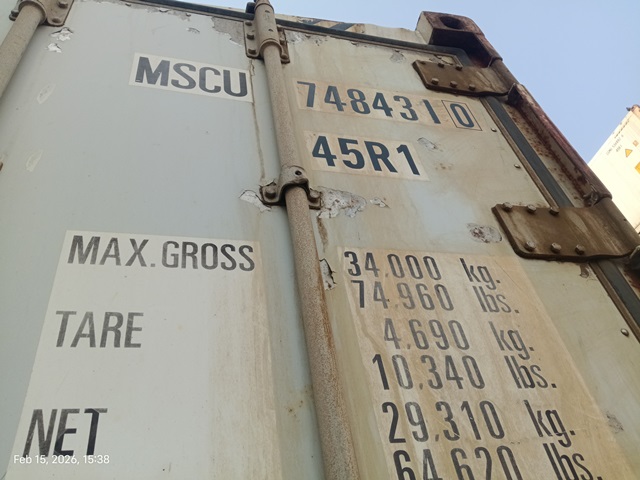 MSCU 748431 0
45R1
MAX.GROSS 34,000 kg.
74,960 lbs.
TARE 4,690 kg.
10,340 lbs.
NET 29,310 kg.
64,620 lbs.
Feb 15, 2026, 15:38